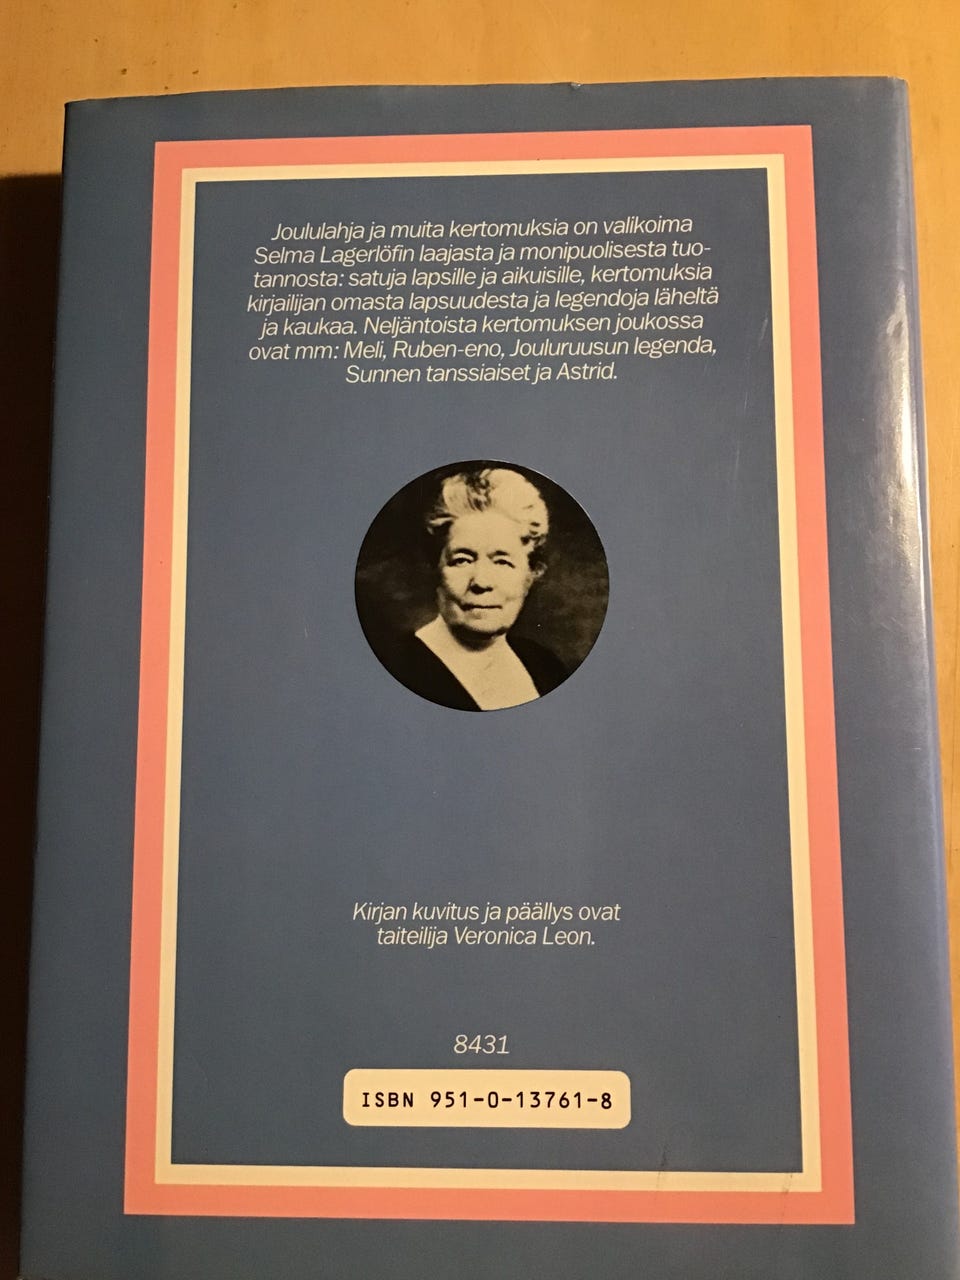 Joululahja ja muita kertomuksia on valikoima
Selma Lagerlöfin laajasta ja monipuolisesta tuo-
tannosta: satuja lapsille ja aikuisille, kertomuksia
kirjailijan omasta lapsuudesta ja legendoja läheltä
ja kaukaa. Neljäntoista kertomuksen joukossa
ovat mm: Meli, Ruben-eno, Jouluruusun legenda,
Sunnen tanssiaiset ja Astrid.
Kirjan kuvitus ja päällys ovat
taiteilija Veronica Leon.
8431
ISBN 951-0-13761-8